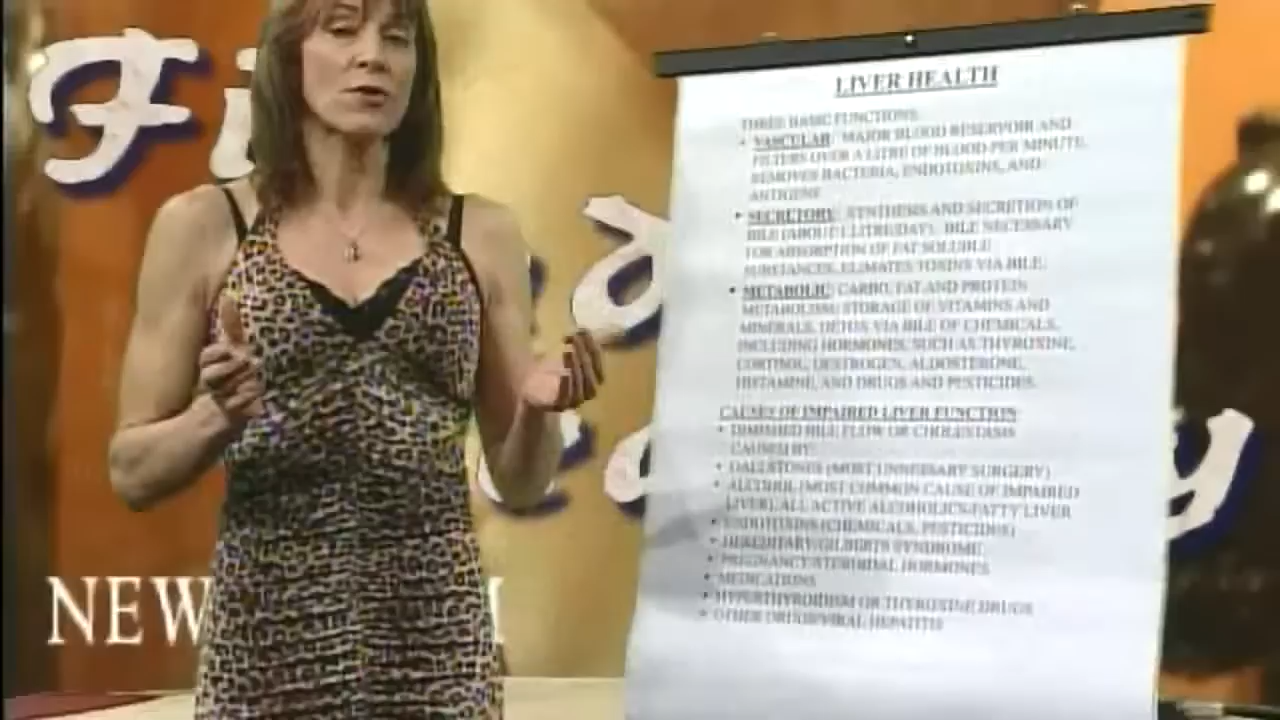 Fi
NEW
LIVER HEALTH
THREE BASIC FUNCTIONS:
• VASCULAR: MAJOR BLOOD RESERVOIR AND
FILTERS OVER A LITRE OF BLOOD PER MINUTE,
REMOVES BACTERIA, ENDOTOXINS, AND
ANTIGENS
• SECRETORY: SYNTHESIS AND SECRETION OF
BILE (ABOUT 1 LITRE/DAY). BILE NECESSARY
FOR ABSORPTION OF FAT SOLUBLE
SUBSTANCES. ELIMATES TOXINS VIA BILE.
• METABOLIC: CARBO, FAT AND PROTEIN
METABOLISM; STORAGE OF VITAMINS AND
MINERALS. DETOX VIA BILE OF CHEMICALS,
INCLUDING HORMONES, SUCH AS THYROXINE,
CORTISOL, OESTROGEN, ALDOSTERONE,
HISTAMINE, AND DRUGS AND PESTICIDES.
CAUSES OF IMPAIRED LIVER FUNCTION
• BILE FLOW OR CHOLESTASIS
CAUSED BY:
• GALLSTONES (MOST SURGERY)
• ALCOHOL (MOST COMMON CAUSE OF IMPAIRED
LIVER), ALL ACTIVE ALCOHOLICS-FATTY LIVER
• ENDOTOXINS (CHEMICALS, PESTICIDES)
• HEREDITARY/GILBERTS SYNDROME
• PREGNANCY/STEROIDAL HORMONES
• MEDICATIONS
• HYPERTHYROIDISM OR THYROXINE DRUGS
• OTHER DRUGS/VIRAL HEPATITIS